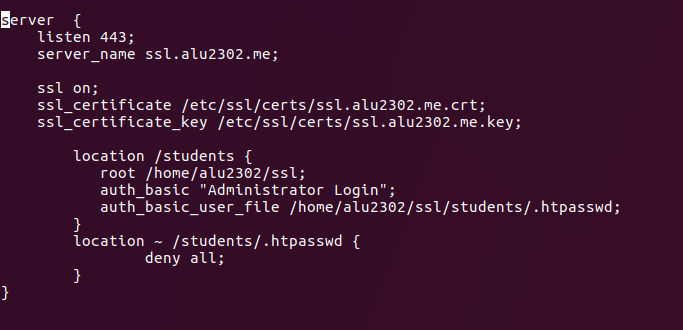 server  {
    listen 443;
    server_name ssl.alu2302.me;

    ssl on;
    ssl_certificate /etc/ssl/certs/ssl.alu2302.me.crt;
    ssl_certificate_key /etc/ssl/certs/ssl.alu2302.me.key;

        location /students {
           root /home/alu2302/ssl;
           auth_basic "Administrator Login";
           auth_basic_user_file /home/alu2302/ssl/students/.htpasswd;
        }
        location ~ /students/.htpasswd {
                deny all;
        }
}